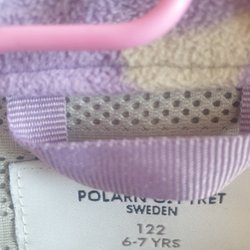 POLARN O. PYRET
SWEDEN
122
6-7 YRS